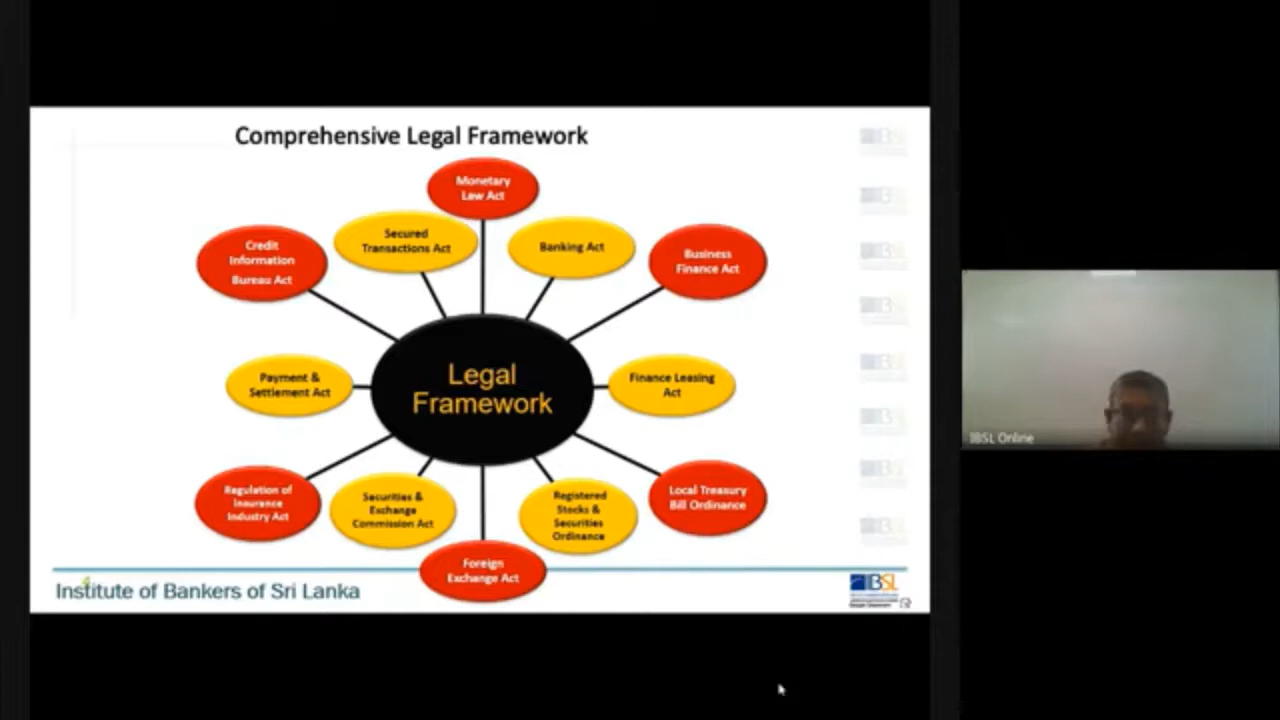 Comprehensive Legal Framework
Monetary
Law Act
Secured
Transactions Act
Banking Act
Credit
Information
Bureau Act
Business
Finance Act
Legal
Framework
Payment &
Settlement Act
Finance Leasing
Act
Regulation of
Insurance
Industry Act
Securities &
Exchange
Commission Act
Registered
Stocks &
Securities
Ordinance
Local Treasury
Bill Ordinance
Foreign
Exchange Act
Institute of Bankers of Sri Lanka
IBSL
IBSL Online